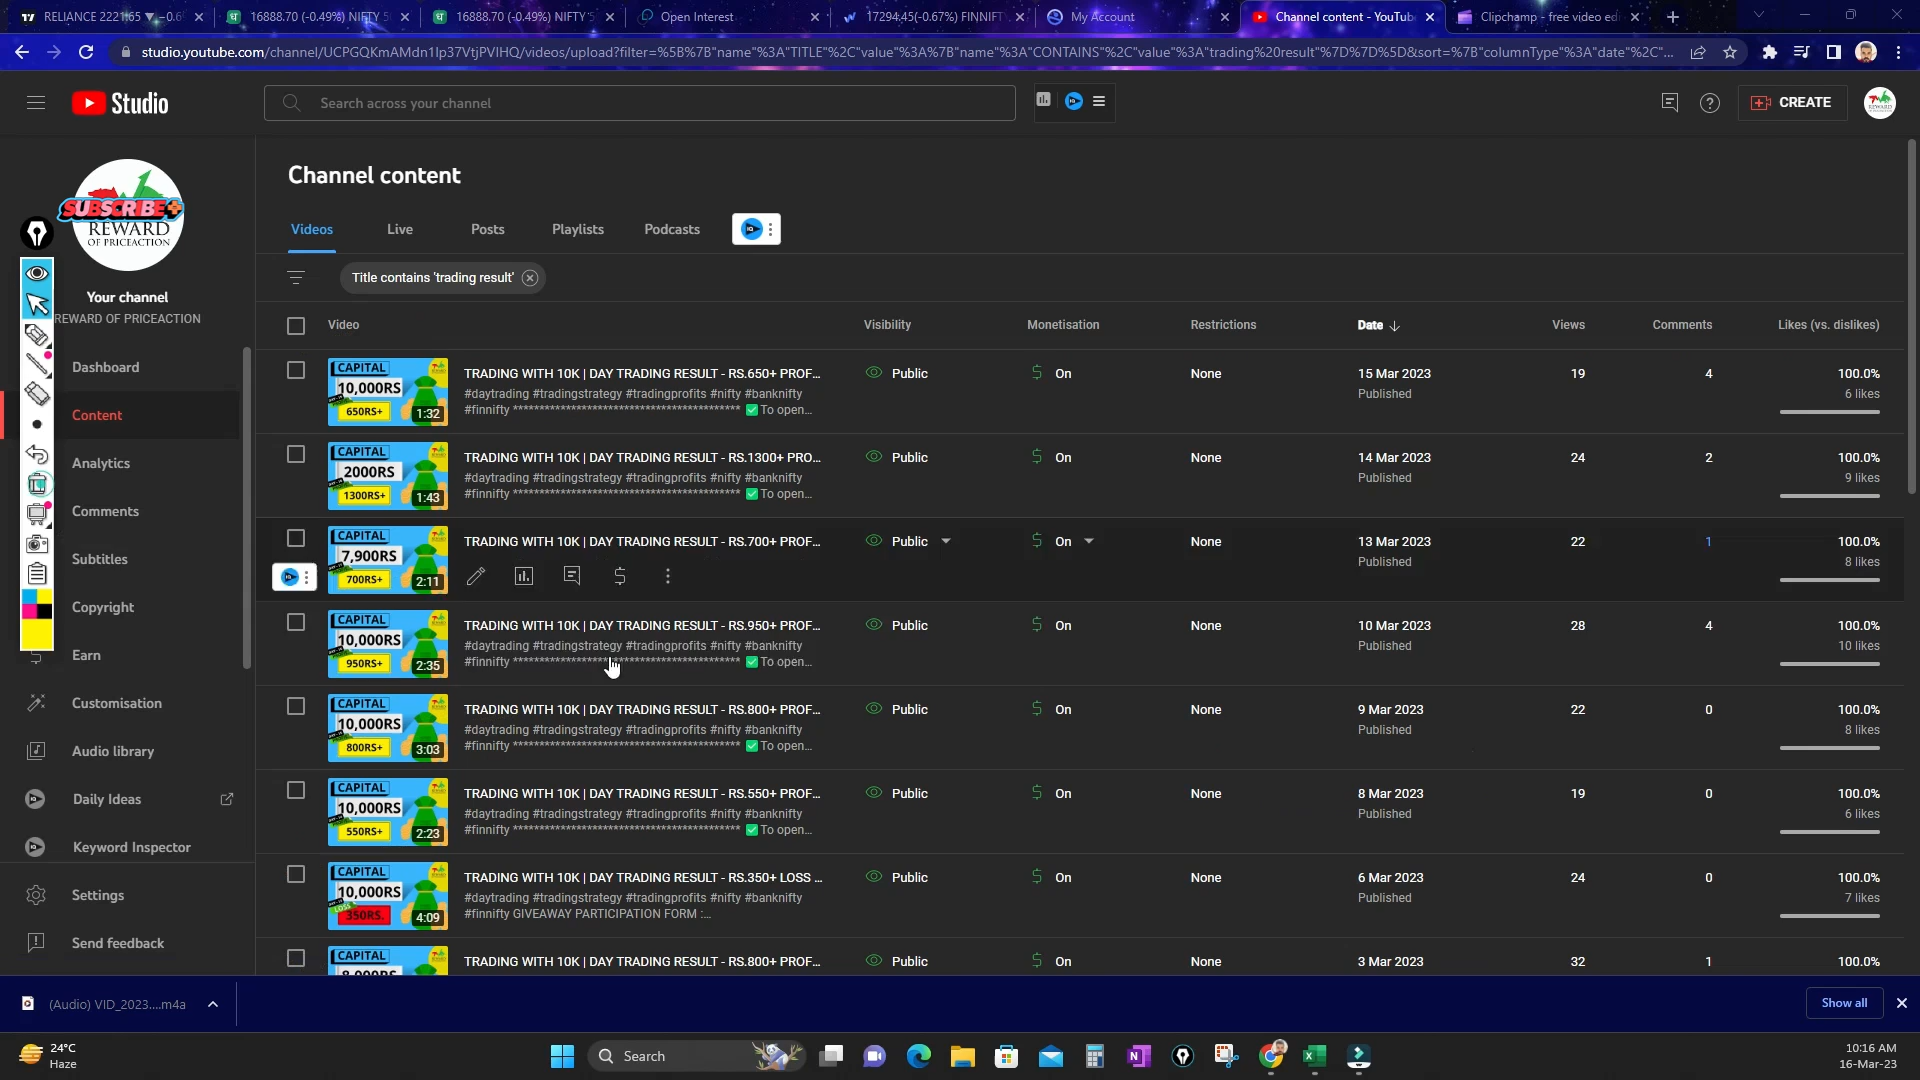 RELIANCE 2221.65 ▼ −0.6
16888.70 (-0.49%) NIFTY 50
16888.70 (-0.49%) NIFTY 5
Open Interest
17294.45(-0.67%) FINNIFT
My Account
Channel content - YouTube
Clipchamp - free video edi
studio.youtube.com/channel/UCPGQKmAMdn1Ip37VtjPVIHQ/videos/upload?filter=%5B%7B"name"%3A"TITLE"%2C"value"%3A%7B"name"%3A"CONTAINS"%2C"value"%3A"trading%20result"%7D%7D%5D&sort=%7B"columnType"%3A"date"%2C"...
Studio
Search across your channel
CREATE
SUBSCRIBE
REWARD
OF PRICEACTION
Your channel
REWARD OF PRICEACTION
Dashboard
Content
Analytics
Comments
Subtitles
Copyright
Earn
Customisation
Audio library
Daily Ideas
Keyword Inspector
Settings
Send feedback
Channel content
Videos Live Posts Playlists Podcasts
Title contains 'trading result'
Video Visibility Monetisation Restrictions Date Views Comments Likes (vs. dislikes)
CAPITAL
10,000RS
650RS+
1:32
TRADING WITH 10K | DAY TRADING RESULT - RS.650+ PROF...
#daytrading #tradingstrategy #tradingprofits #nifty #banknifty
#finnifty ******************************************** ✅To open...
Public On None 15 Mar 2023 19 4 100.0%
Published 6 likes
CAPITAL
2000RS
1300RS+
1:43
TRADING WITH 10K | DAY TRADING RESULT - RS.1300+ PRO...
#daytrading #tradingstrategy #tradingprofits #nifty #banknifty
#finnifty ******************************************** ✅To open...
Public On None 14 Mar 2023 24 2 100.0%
Published 9 likes
CAPITAL
7,900RS
700RS+
2:11
TRADING WITH 10K | DAY TRADING RESULT - RS.700+ PROF...
Public On None 13 Mar 2023 22 1 100.0%
Published 8 likes
CAPITAL
10,000RS
950RS+
2:35
TRADING WITH 10K | DAY TRADING RESULT - RS.950+ PROF...
#daytrading #tradingstrategy #tradingprofits #nifty #banknifty
#finnifty ******************************************** ✅To open...
Public On None 10 Mar 2023 28 4 100.0%
Published 10 likes
CAPITAL
10,000RS
800RS+
3:03
TRADING WITH 10K | DAY TRADING RESULT - RS.800+ PROF...
#daytrading #tradingstrategy #tradingprofits #nifty #banknifty
#finnifty ******************************************** ✅To open...
Public On None 9 Mar 2023 22 0 100.0%
Published 8 likes
CAPITAL
10,000RS
550RS+
2:23
TRADING WITH 10K | DAY TRADING RESULT - RS.550+ PROF...
#daytrading #tradingstrategy #tradingprofits #nifty #banknifty
#finnifty ******************************************** ✅To open...
Public On None 8 Mar 2023 19 0 100.0%
Published 6 likes
CAPITAL
10,000RS
LOSS
350RS.
4:09
TRADING WITH 10K | DAY TRADING RESULT - RS.350+ LOSS ...
#daytrading #tradingstrategy #tradingprofits #nifty #banknifty
#finnifty GIVEAWAY PARTICIPATION FORM :...
Public On None 6 Mar 2023 24 0 100.0%
Published 7 likes
CAPITAL
8,000RS
TRADING WITH 10K | DAY TRADING RESULT - RS.800+ PROF...
Public On None 3 Mar 2023 32 1 100.0%
(Audio) VID_2023....m4a
Show all
24°C
Haze
Search
10:16 AM
16-Mar-23